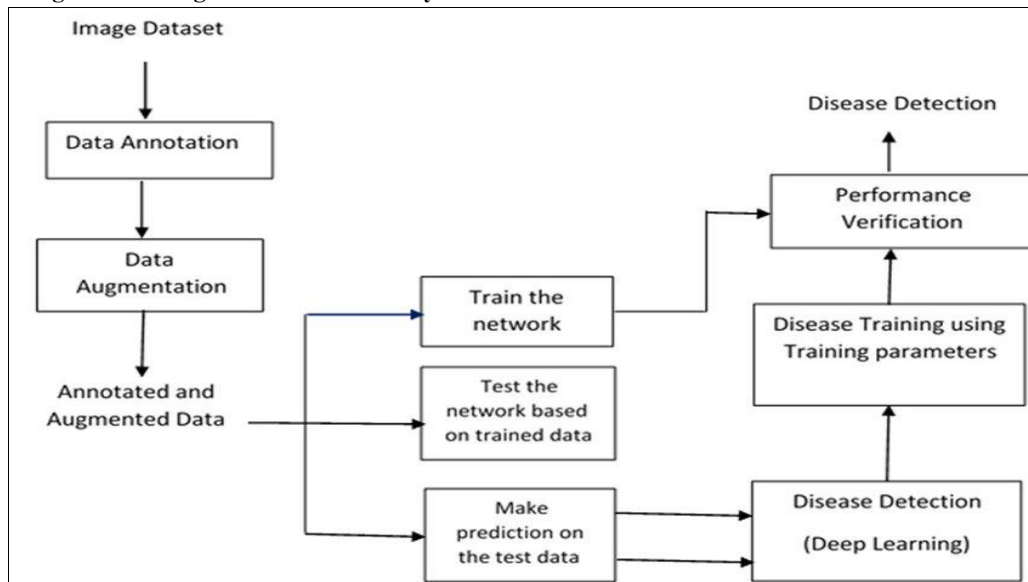 Image Dataset
Data Annotation
Data
Augmentation
Annotated and
Augmented Data
Train the
network
Test the
network based
on trained data
Make
prediction on
the test data
Disease Detection
Performance
Verification
Disease Training using
Training parameters
Disease Detection
(Deep Learning)